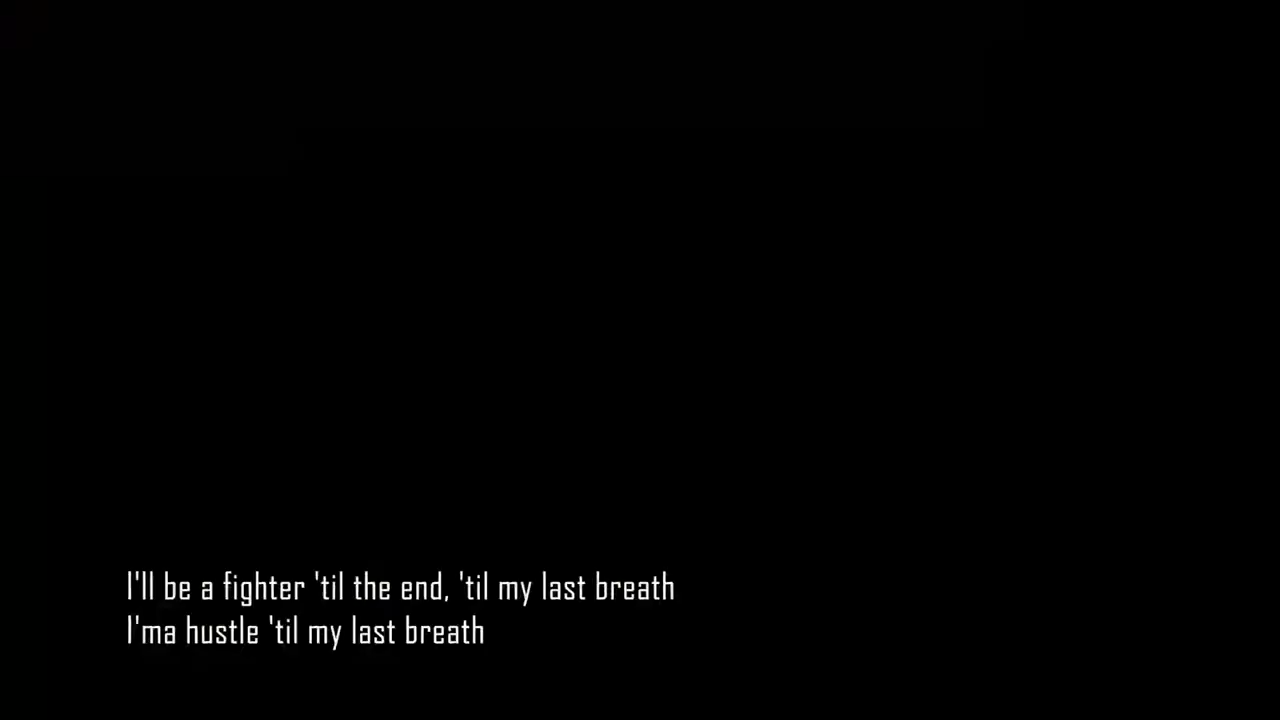 I'll be a fighter 'til the end, 'til my last breath
I'ma hustle 'til my last breath